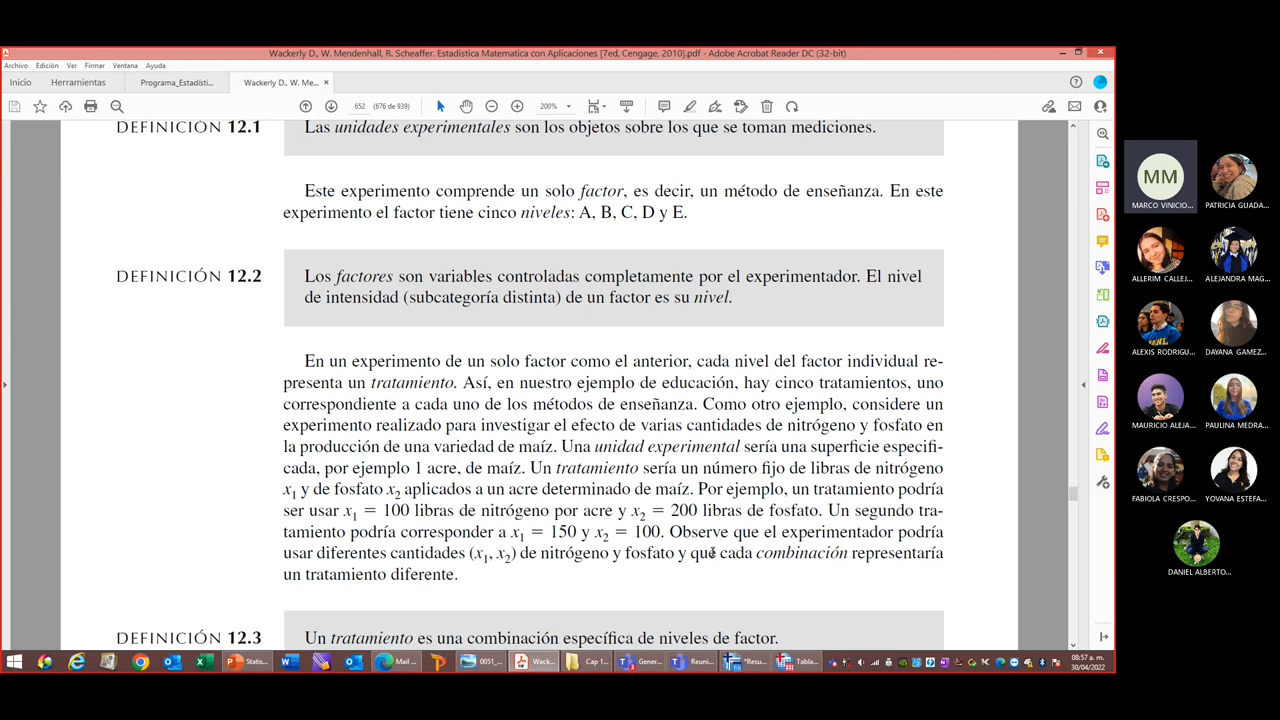 Wackerly D., W. Mendenhall, R. Scheaffer. Estadística Matematica con Aplicaciones [7ed, Cengage, 2010].pdf - Adobe Acrobat Reader DC (32-bit)
Archivo Edición Ver Firmar Ventana Ayuda
Inicio Herramientas Programa_Estadísti... Wackerly D., W. Me... ×
652 (676 de 939) 200%
DEFINICIÓN 12.1 Las unidades experimentales son los objetos sobre los que se toman mediciones.
Este experimento comprende un solo factor, es decir, un método de enseñanza. En este
experimento el factor tiene cinco niveles: A, B, C, D y E.
DEFINICIÓN 12.2 Los factores son variables controladas completamente por el experimentador. El nivel
de intensidad (subcategoría distinta) de un factor es su nivel.
En un experimento de un solo factor como el anterior, cada nivel del factor individual re-
presenta un tratamiento. Así, en nuestro ejemplo de educación, hay cinco tratamientos, uno
correspondiente a cada uno de los métodos de enseñanza. Como otro ejemplo, considere un
experimento realizado para investigar el efecto de varias cantidades de nitrógeno y fosfato en
la producción de una variedad de maíz. Una unidad experimental sería una superficie especifi-
cada, por ejemplo 1 acre, de maíz. Un tratamiento sería un número fijo de libras de nitrógeno
x₁ y de fosfato x₂ aplicados a un acre determinado de maíz. Por ejemplo, un tratamiento podría
ser usar x₁ = 100 libras de nitrógeno por acre y x₂ = 200 libras de fosfato. Un segundo tra-
tamiento podría corresponder a x₁ = 150 y x₂ = 100. Observe que el experimentador podría
usar diferentes cantidades (x₁, x₂) de nitrógeno y fosfato y que cada combinación representaría
un tratamiento diferente.
DEFINICIÓN 12.3 Un tratamiento es una combinación específica de niveles de factor.
Statis... Mail ... 0051_... Wack... Cap 1... Gener... Reuni... *Resu... Tabla...
08:57 a. m.
30/04/2022
MM
MARCO VINICIO... PATRICIA GUADA...
ALLERIM CALLEJ... ALEJANDRA MAG...
ALEXIS RODRIGU... DAYANA GAMEZ...
MAURICIO ALEJA... PAULINA MEDRA...
FABIOLA CRESPO... YOVANA ESTEFA...
DANIEL ALBERTO...